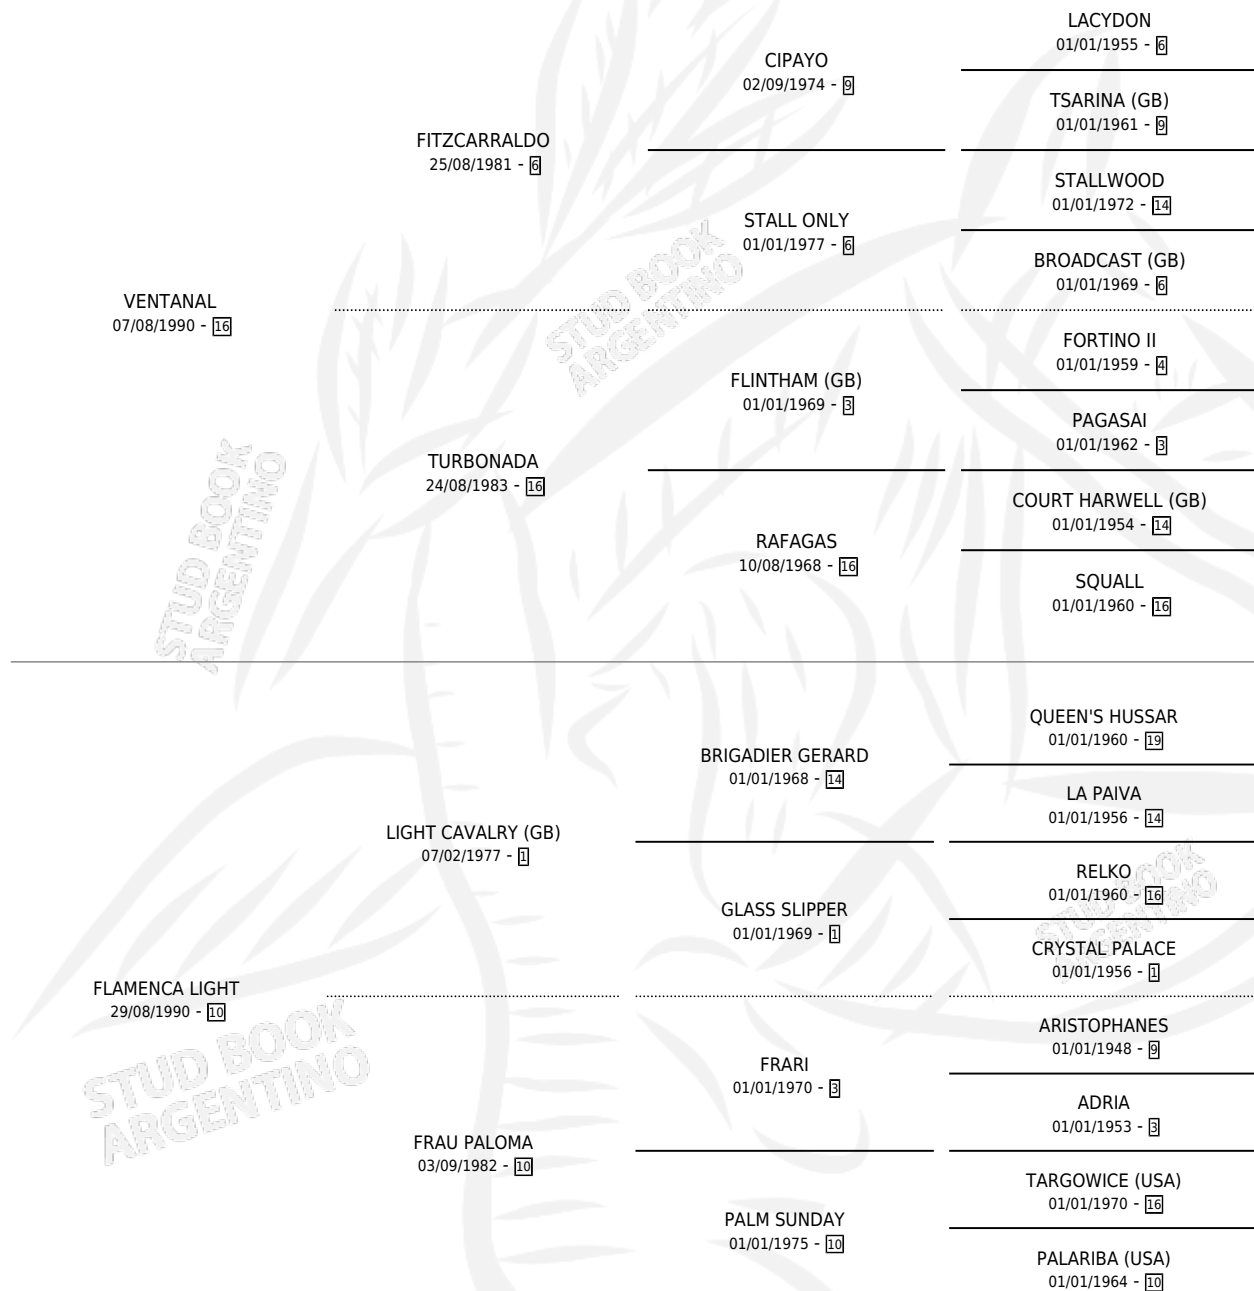 LACYDON
01/01/1955 - 6
CIPAYO
02/09/1974 - 9
TSARINA (GB)
01/01/1961 - 9
FITZCARRALDO
25/08/1981 - 6
STALLWOOD
01/01/1972 - 14
STALL ONLY
01/01/1977 - 6
BROADCAST (GB)
01/01/1969 - 6
VENTANAL
07/08/1990 - 16
FORTINO II
01/01/1959 - 4
FLINTHAM (GB)
01/01/1969 - 3
PAGASAI
01/01/1962 - 3
TURBONADA
24/08/1983 - 16
COURT HARWELL (GB)
01/01/1954 - 14
RAFAGAS
10/08/1968 - 16
SQUALL
01/01/1960 - 16
QUEEN'S HUSSAR
01/01/1960 - 19
BRIGADIER GERARD
01/01/1968 - 14
LA PAIVA
01/01/1956 - 14
LIGHT CAVALRY (GB)
07/02/1977 - 1
RELKO
01/01/1960 - 16
GLASS SLIPPER
01/01/1969 - 1
CRYSTAL PALACE
01/01/1956 - 1
FLAMENCA LIGHT
29/08/1990 - 10
ARISTOPHANES
01/01/1948 - 9
FRARI
01/01/1970 - 3
ADRIA
01/01/1953 - 3
FRAU PALOMA
03/09/1982 - 10
TARGOWICE (USA)
01/01/1970 - 16
PALM SUNDAY
01/01/1975 - 10
PALARIBA (USA)
01/01/1964 - 10
STUD BOOK
ARGENTINO
STUD BOOK
ARGENTINO
STUD BOOK
ARGENTINO
STUD BOOK
ARGENTINO